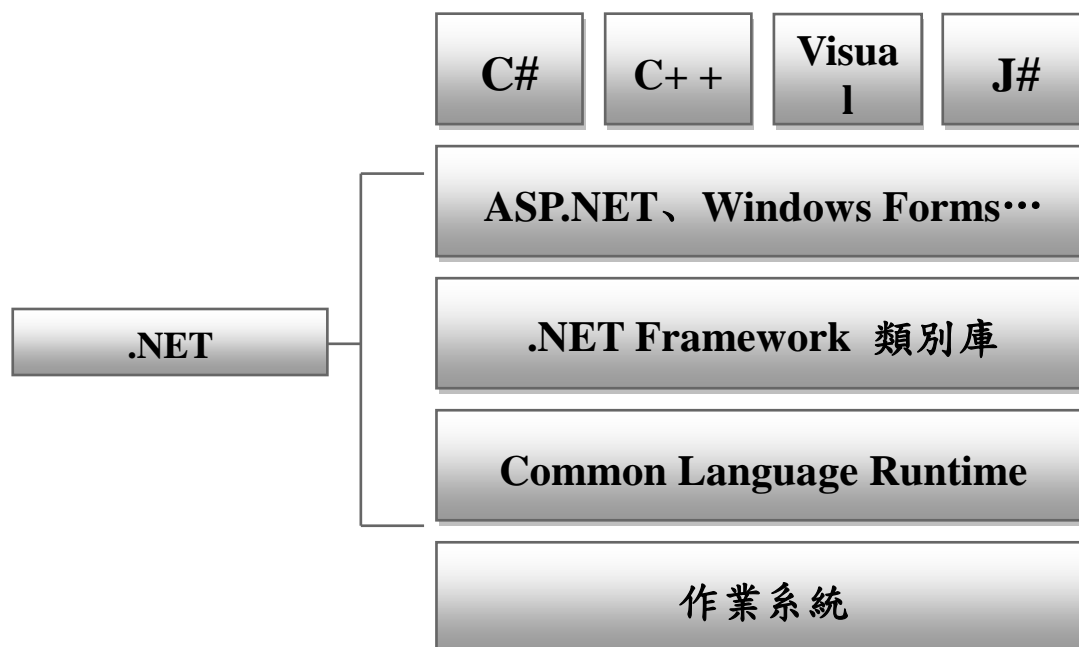 C#
C+ +
Visua
l
J#
ASP.NET、Windows Forms…
.NET
.NET Framework 類別庫
Common Language Runtime
作業系統